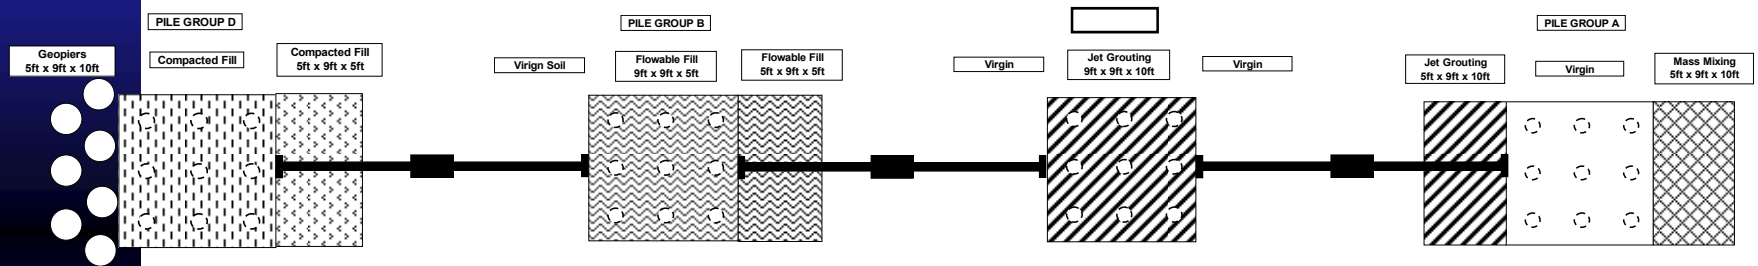 PILE GROUP D
PILE GROUP B
PILE GROUP A
Geopiers
5ft x 9ft x 10ft
Compacted Fill
Compacted Fill
5ft x 9ft x 5ft
Virign Soil
Flowable Fill
9ft x 9ft x 5ft
Flowable Fill
5ft x 9ft x 5ft
Virgin
Jet Grouting
9ft x 9ft x 10ft
Virgin
Jet Grouting
5ft x 9ft x 10ft
Virgin
Mass Mixing
5ft x 9ft x 10ft